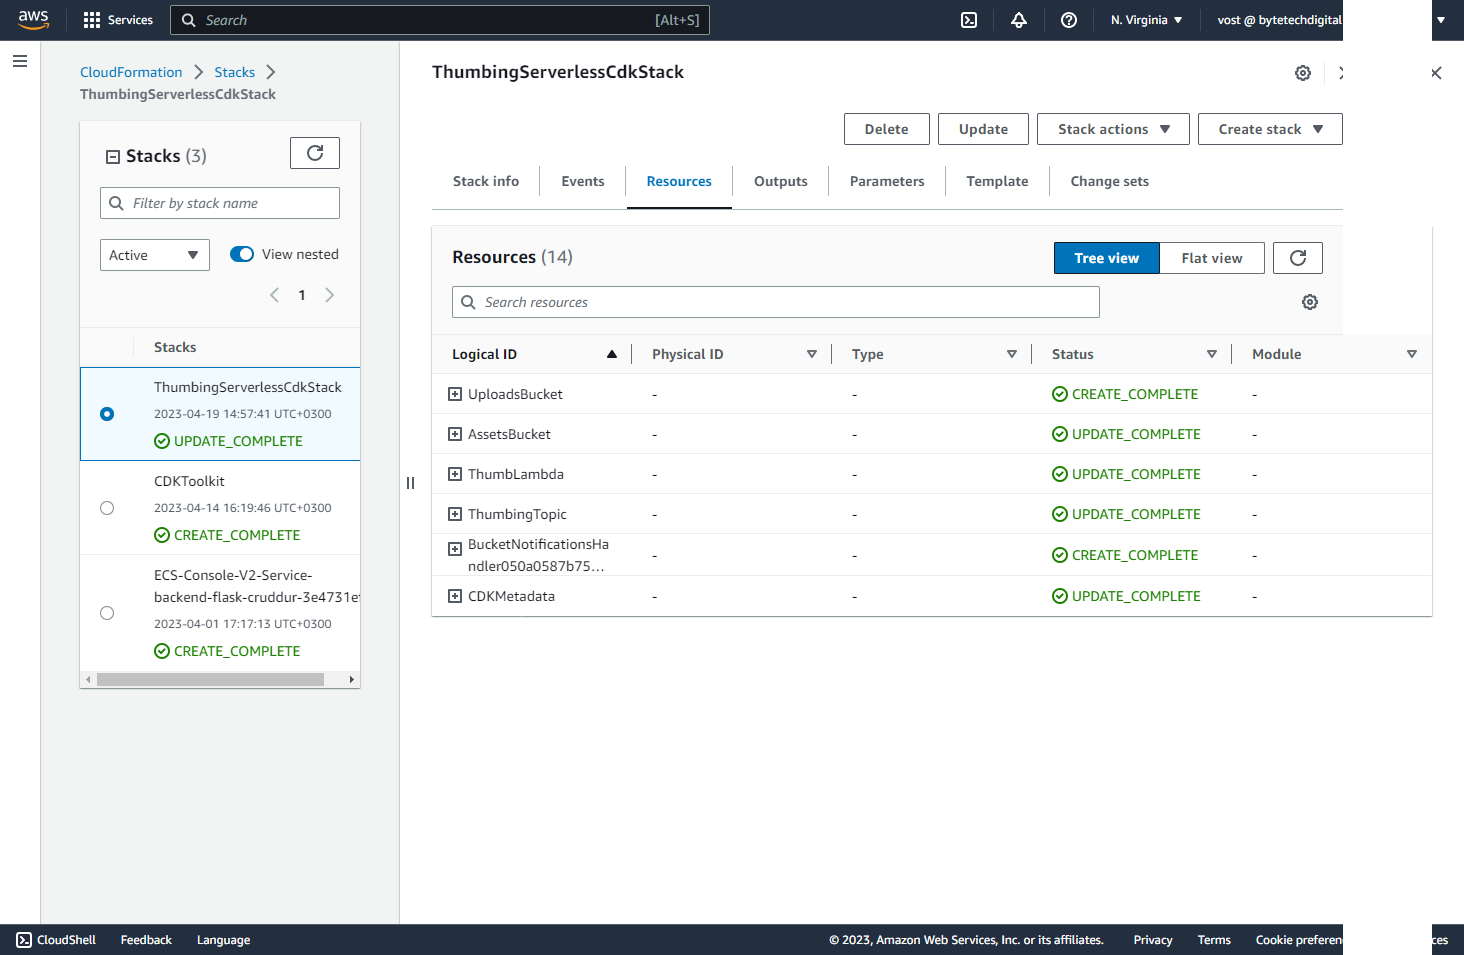 aws
Services
Search
[Alt+S]
N. Virginia
vost @ bytetechdigital
CloudFormation
Stacks
ThumbingServerlessCdkStack
Stacks (3)
Filter by stack name
Active
View nested
1
Stacks
ThumbingServerlessCdkStack
2023-04-19 14:57:41 UTC+0300
UPDATE_COMPLETE
CDKToolkit
2023-04-14 16:19:46 UTC+0300
CREATE_COMPLETE
ECS-Console-V2-Service-
backend-flask-cruddur-3e4731e
2023-04-01 17:17:13 UTC+0300
CREATE_COMPLETE
ThumbingServerlessCdkStack
Delete
Update
Stack actions
Create stack
Stack info
Events
Resources
Outputs
Parameters
Template
Change sets
Resources (14)
Tree view
Flat view
Search resources
Logical ID
Physical ID
Type
Status
Module
UploadsBucket - - CREATE_COMPLETE -
AssetsBucket - - UPDATE_COMPLETE -
ThumbLambda - - UPDATE_COMPLETE -
ThumbingTopic - - UPDATE_COMPLETE -
BucketNotificationsHa
ndler050a0587b75... - - CREATE_COMPLETE -
CDKMetadata - - UPDATE_COMPLETE -
CloudShell
Feedback
Language
© 2023, Amazon Web Services, Inc. or its affiliates.
Privacy
Terms
Cookie preferen
ces